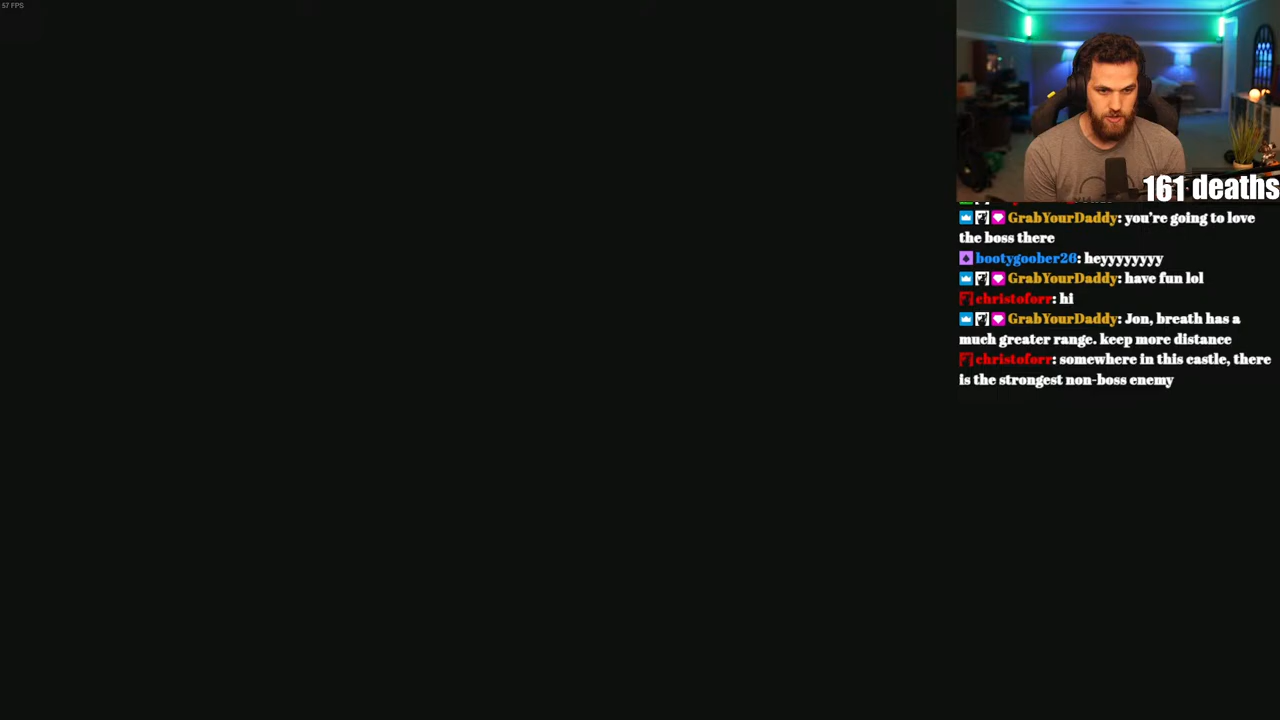 57 FPS
161 deaths
GrabYourDaddy: you're going to love
the boss there
bootygoober26: heyyyyyyyy
GrabYourDaddy: have fun lol
christoforr: hi
GrabYourDaddy: Jon, breath has a
much greater range. keep more distance
christoforr: somewhere in this castle, there
is the strongest non-boss enemy